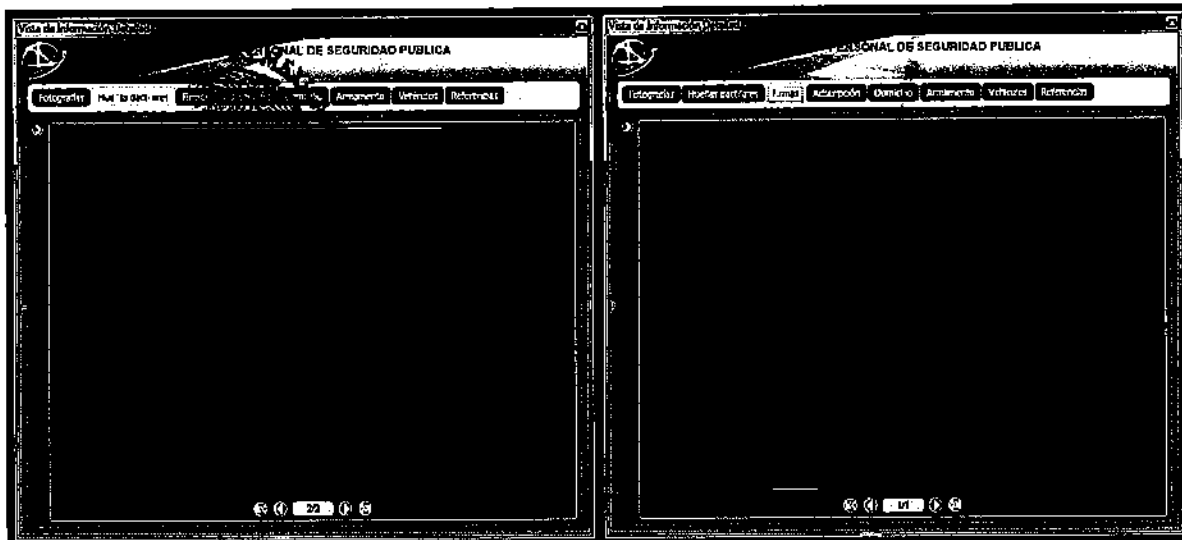 Vista de Información
PERSONAL DE SEGURIDAD PUBLICA
Fotografías Armamento Vehículos Referencias
2/2
Vista de Información
PERSONAL DE SEGURIDAD PUBLICA
Fotografías Huellas dactilares Firmas Adscripción Domicilio Armamento Vehículos Referencias
1/1